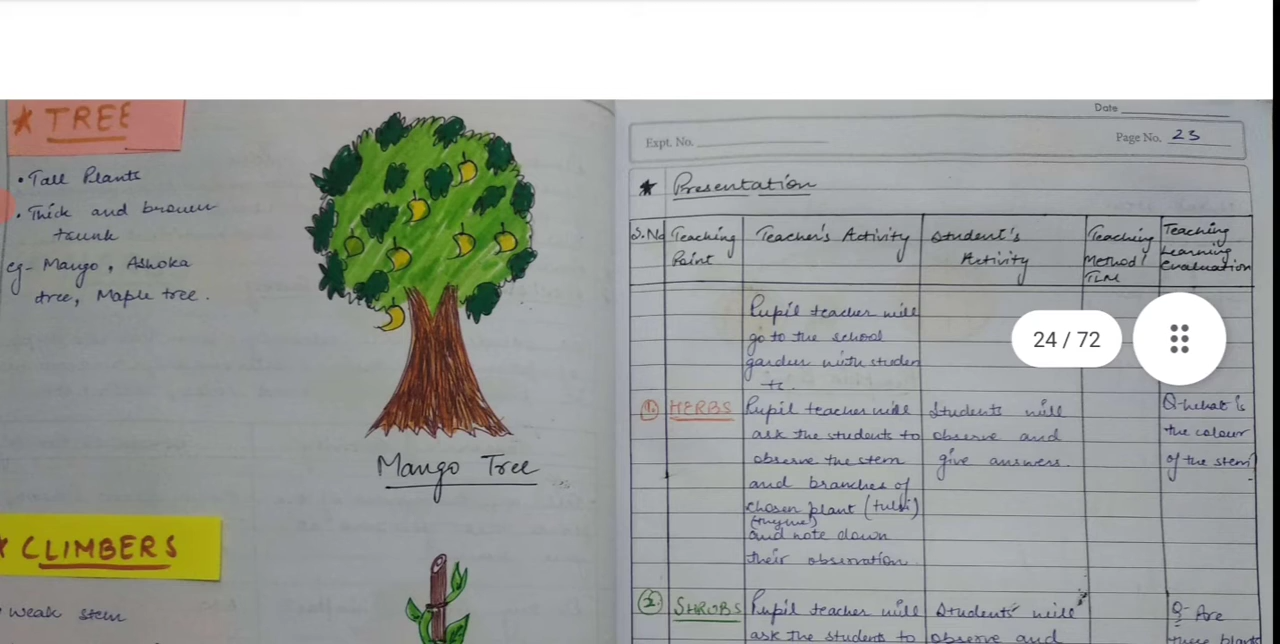 ★ TREE
• Tall Plants
• Thick and brown
trunk
eg- Mango, Ashoka
tree, Maple tree.
Mango Tree
★ CLIMBERS
• weak stem
Date
Expt. No.
Page No. 23
★ Presentation
S.No Teaching Point
Teacher's Activity
Student's Activity
Teaching Method/ TLM
Teaching Learning Evaluation
Pupil teacher will
go to the school
garden with studen
ts.
24 / 72
① HERBS
Pupil teacher will
ask the students to
observe the stem
and branches of
chosen plant (tulsi)
(thyme)
and note down
their observation.
Students will
observe and
give answers.
Q- what is
the colour
of the stem
② SHRUBS
Pupil teacher will
ask the students to
Students will
observe and
Q- Are
these plants